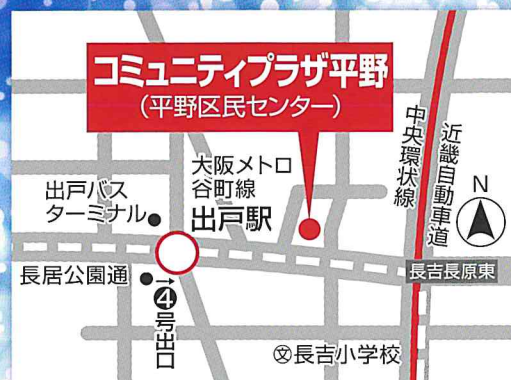 コミュニティプラザ平野
(平野区民センター)
大阪メトロ
谷町線
出戸駅
出戸バス
ターミナル
長居公園通
→❹号出口
中央環状線
近畿自動車道
N
長吉長原東
文長吉小学校